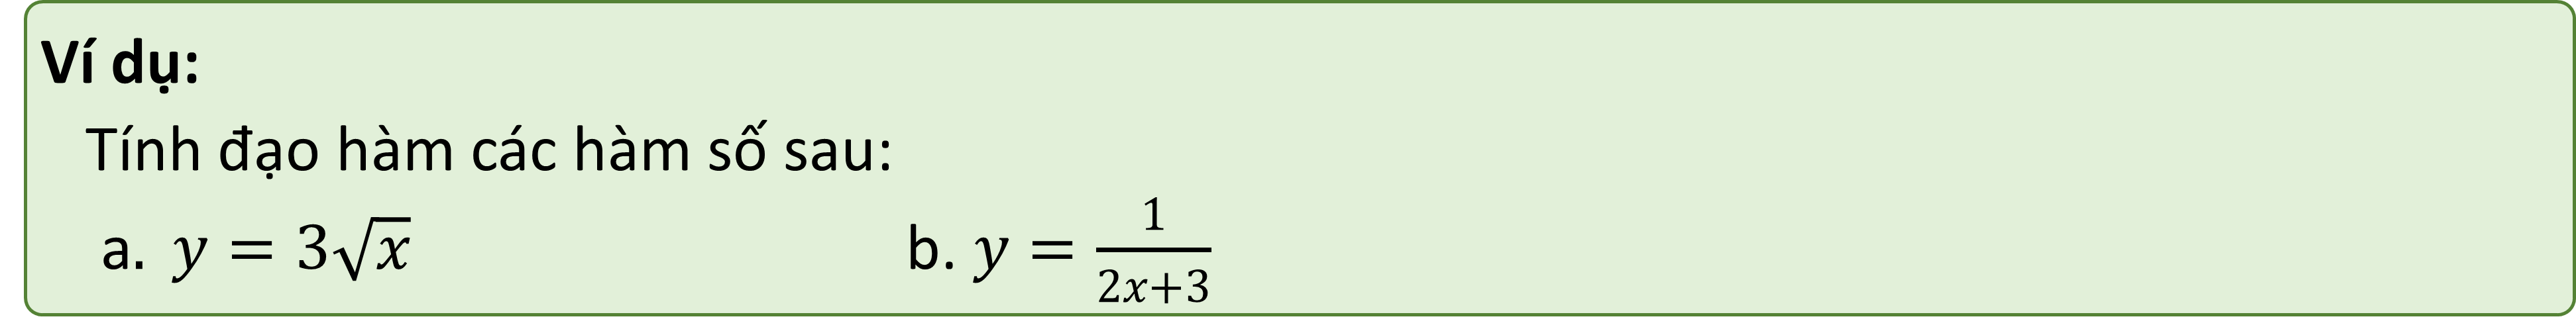 Ví dụ:
Tính đạo hàm các hàm số sau:
a. y = 3√x b. y = 1/(2x+3)